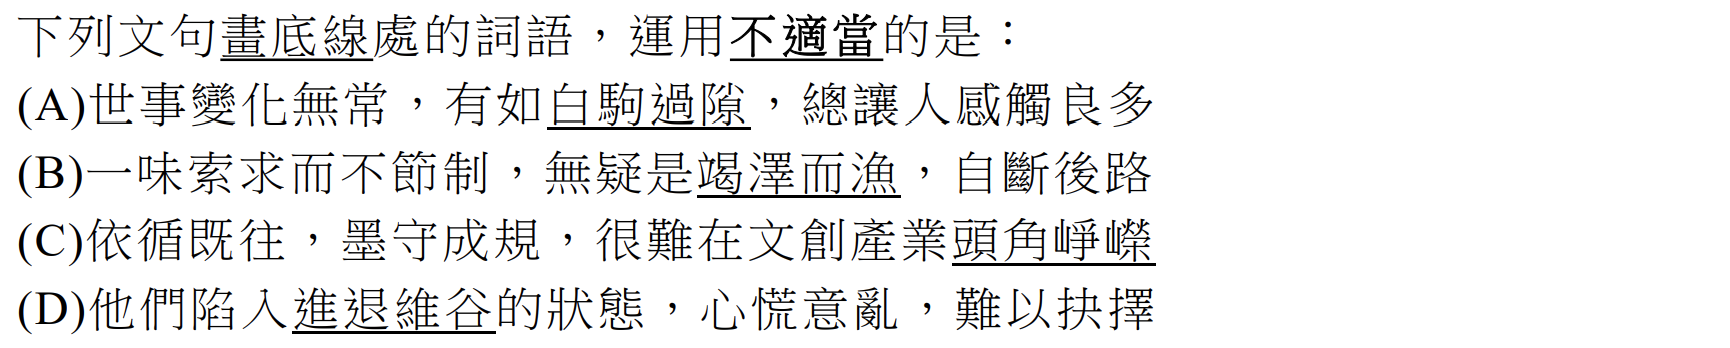 下列文句畫底線處的詞語，運用不適當的是：
(A)世事變化無常，有如白駒過隙，總讓人感觸良多
(B)一味索求而不節制，無疑是竭澤而漁，自斷後路
(C)依循既往，墨守成規，很難在文創產業頭角崢嶸
(D)他們陷入進退維谷的狀態，心慌意亂，難以抉擇